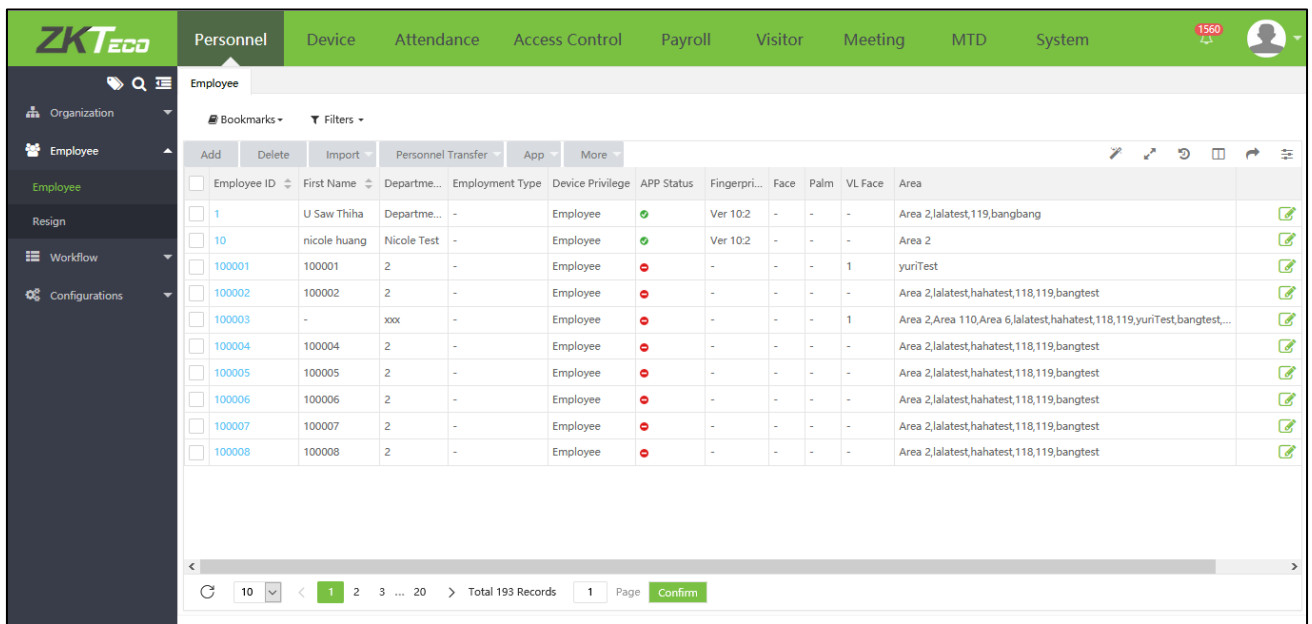 ZKTeco Personnel Device Attendance Access Control Payroll Visitor Meeting MTD System 1560
Employee
Organization
Bookmarks Filters
Employee
Add Delete Import Personnel Transfer App More
Employee
Employee ID First Name Departme... Employment Type Device Privilege APP Status Fingerpri... Face Palm VL Face Area
Resign
1 U Saw Thiha Departme... - Employee Ver 10:2 - - - Area 2,lalatest,119,bangbang
10 nicole huang Nicole Test - Employee Ver 10:2 - - - Area 2
Workflow
100001 100001 2 - Employee - - - 1 yuriTest
Configurations
100002 100002 2 - Employee - - - - Area 2,lalatest,hahatest,118,119,bangtest
100003 - xxx - Employee - - - 1 Area 2,Area 110,Area 6,lalatest,hahatest,118,119,yuriTest,bangtest,...
100004 100004 2 - Employee - - - - Area 2,lalatest,hahatest,118,119,bangtest
100005 100005 2 - Employee - - - - Area 2,lalatest,hahatest,118,119,bangtest
100006 100006 2 - Employee - - - - Area 2,lalatest,hahatest,118,119,bangtest
100007 100007 2 - Employee - - - - Area 2,lalatest,hahatest,118,119,bangtest
100008 100008 2 - Employee - - - - Area 2,lalatest,hahatest,118,119,bangtest
10 < 1 2 3 ... 20 > Total 193 Records 1 Page Confirm